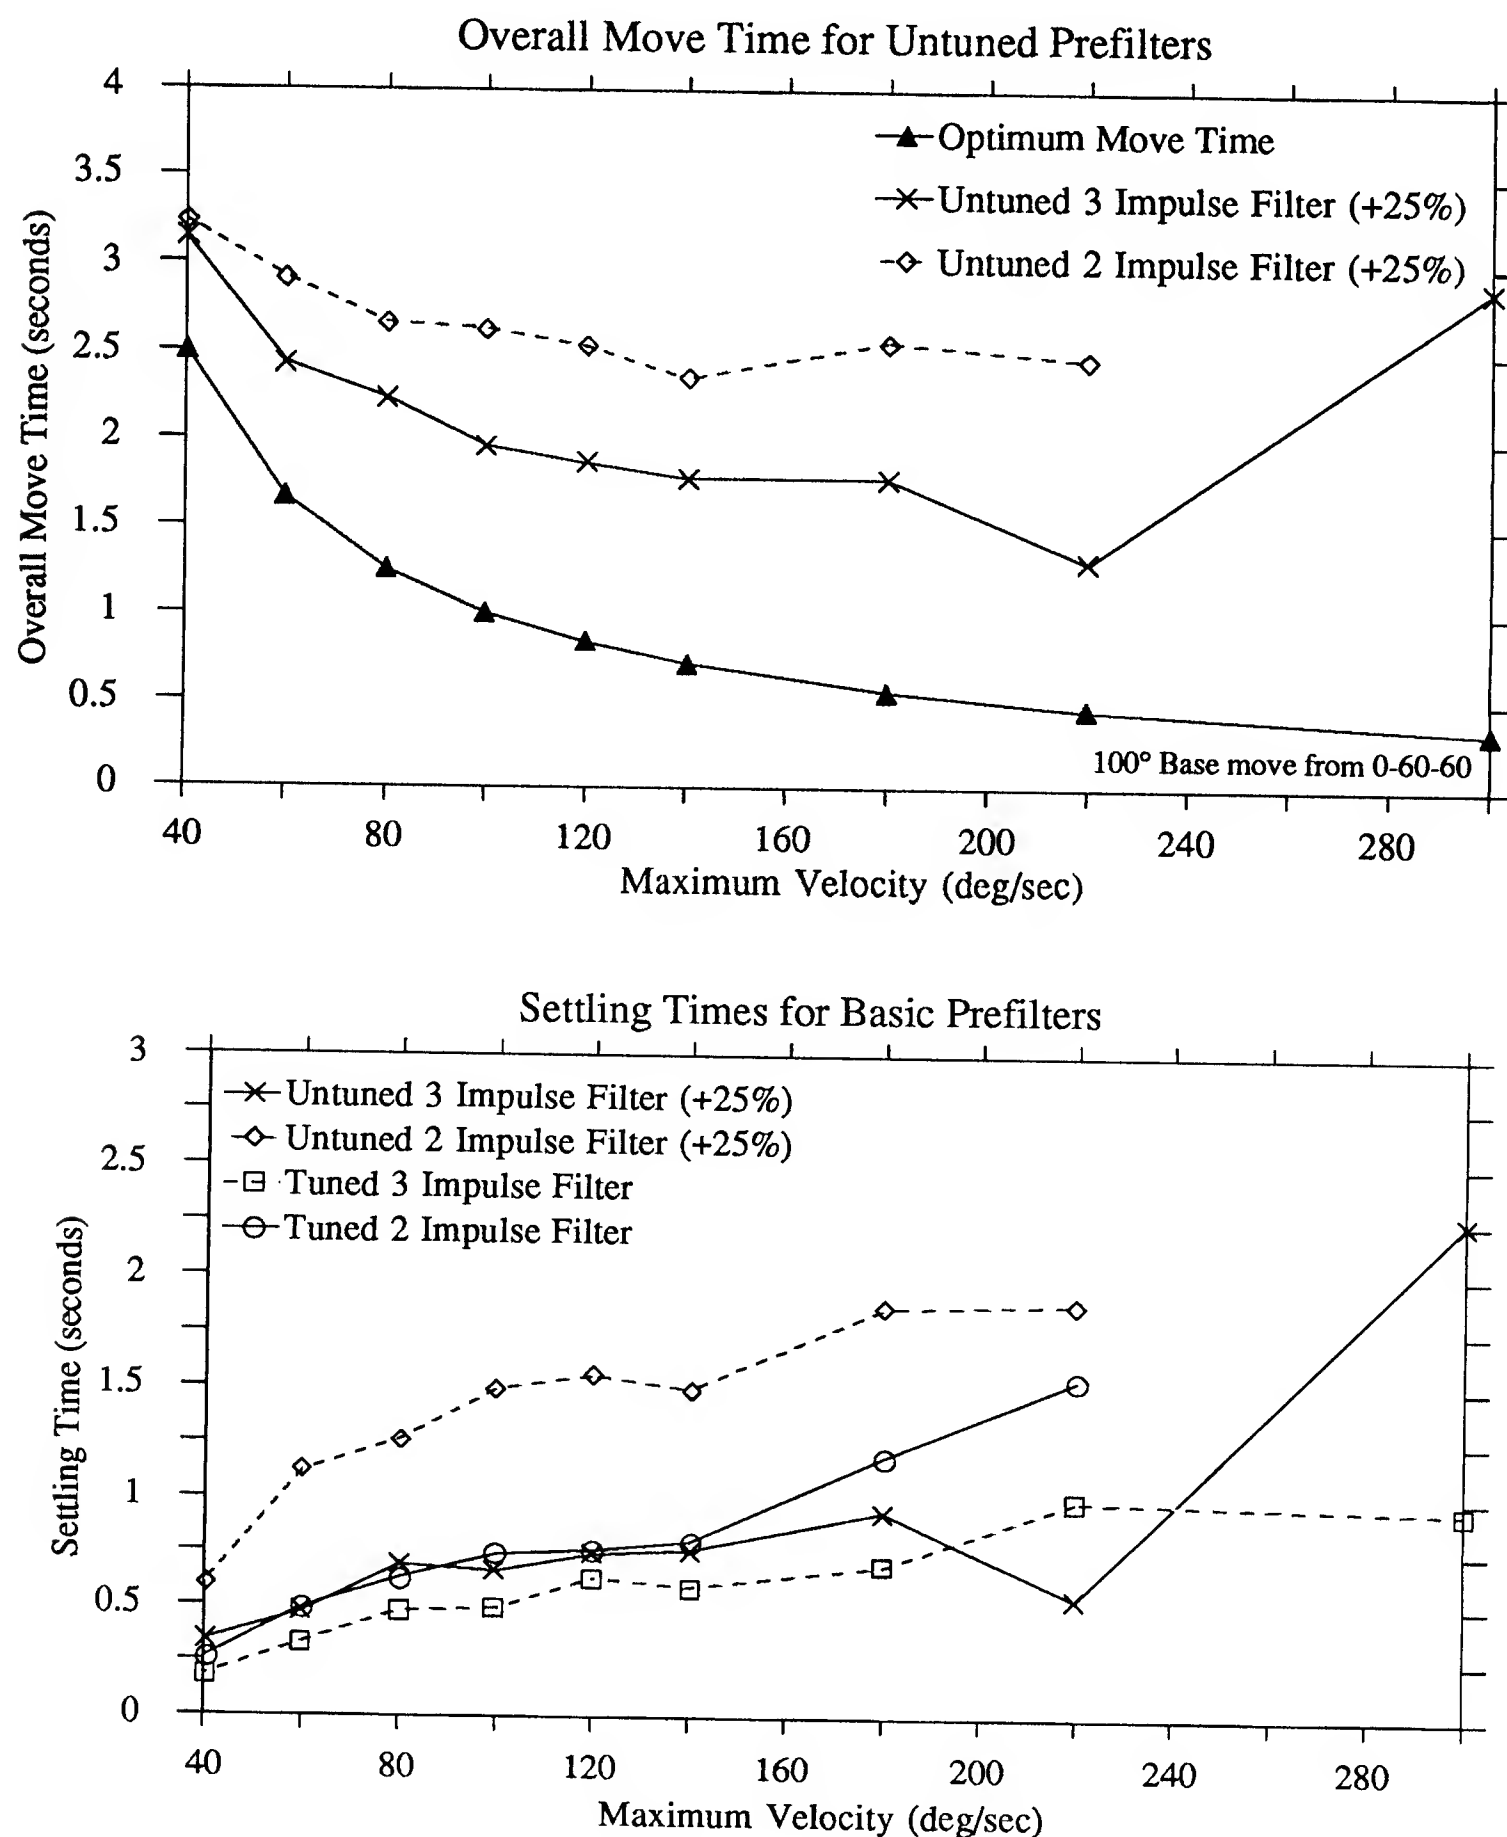 Overall Move Time for Untuned Prefilters
4
3.5
3
2.5
2
1.5
1
0.5
0
Overall Move Time (seconds)
Optimum Move Time
Untuned 3 Impulse Filter (+25%)
Untuned 2 Impulse Filter (+25%)
100° Base move from 0-60-60
40 80 120 160 200 240 280
Maximum Velocity (deg/sec)
Settling Times for Basic Prefilters
3
2.5
2
1.5
1
0.5
0
Settling Time (seconds)
Untuned 3 Impulse Filter (+25%)
Untuned 2 Impulse Filter (+25%)
Tuned 3 Impulse Filter
Tuned 2 Impulse Filter
40 80 120 160 200 240 280
Maximum Velocity (deg/sec)